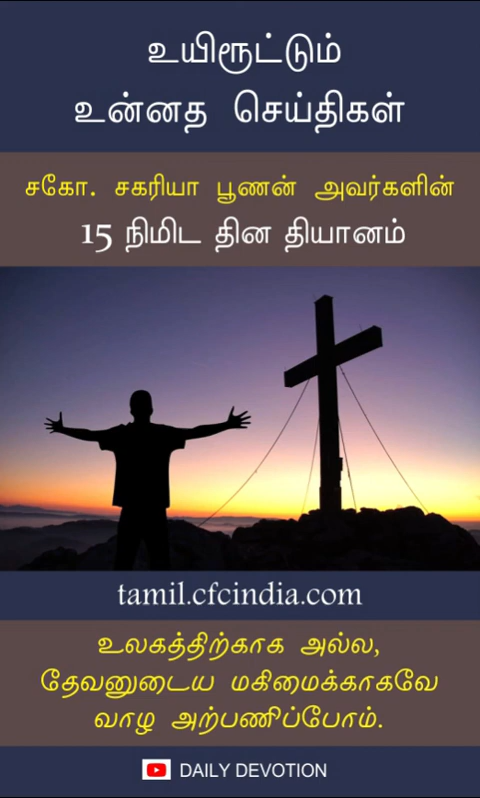 உயிரூட்டும்
உன்னத செய்திகள்
சகோ. சகரியா பூணன் அவர்களின்
15 நிமிட தின தியானம்
tamil.cfcindia.com
உலகத்திற்காக அல்ல,
தேவனுடைய மகிமைக்காகவே
வாழ அற்பணிப்போம்.
DAILY DEVOTION